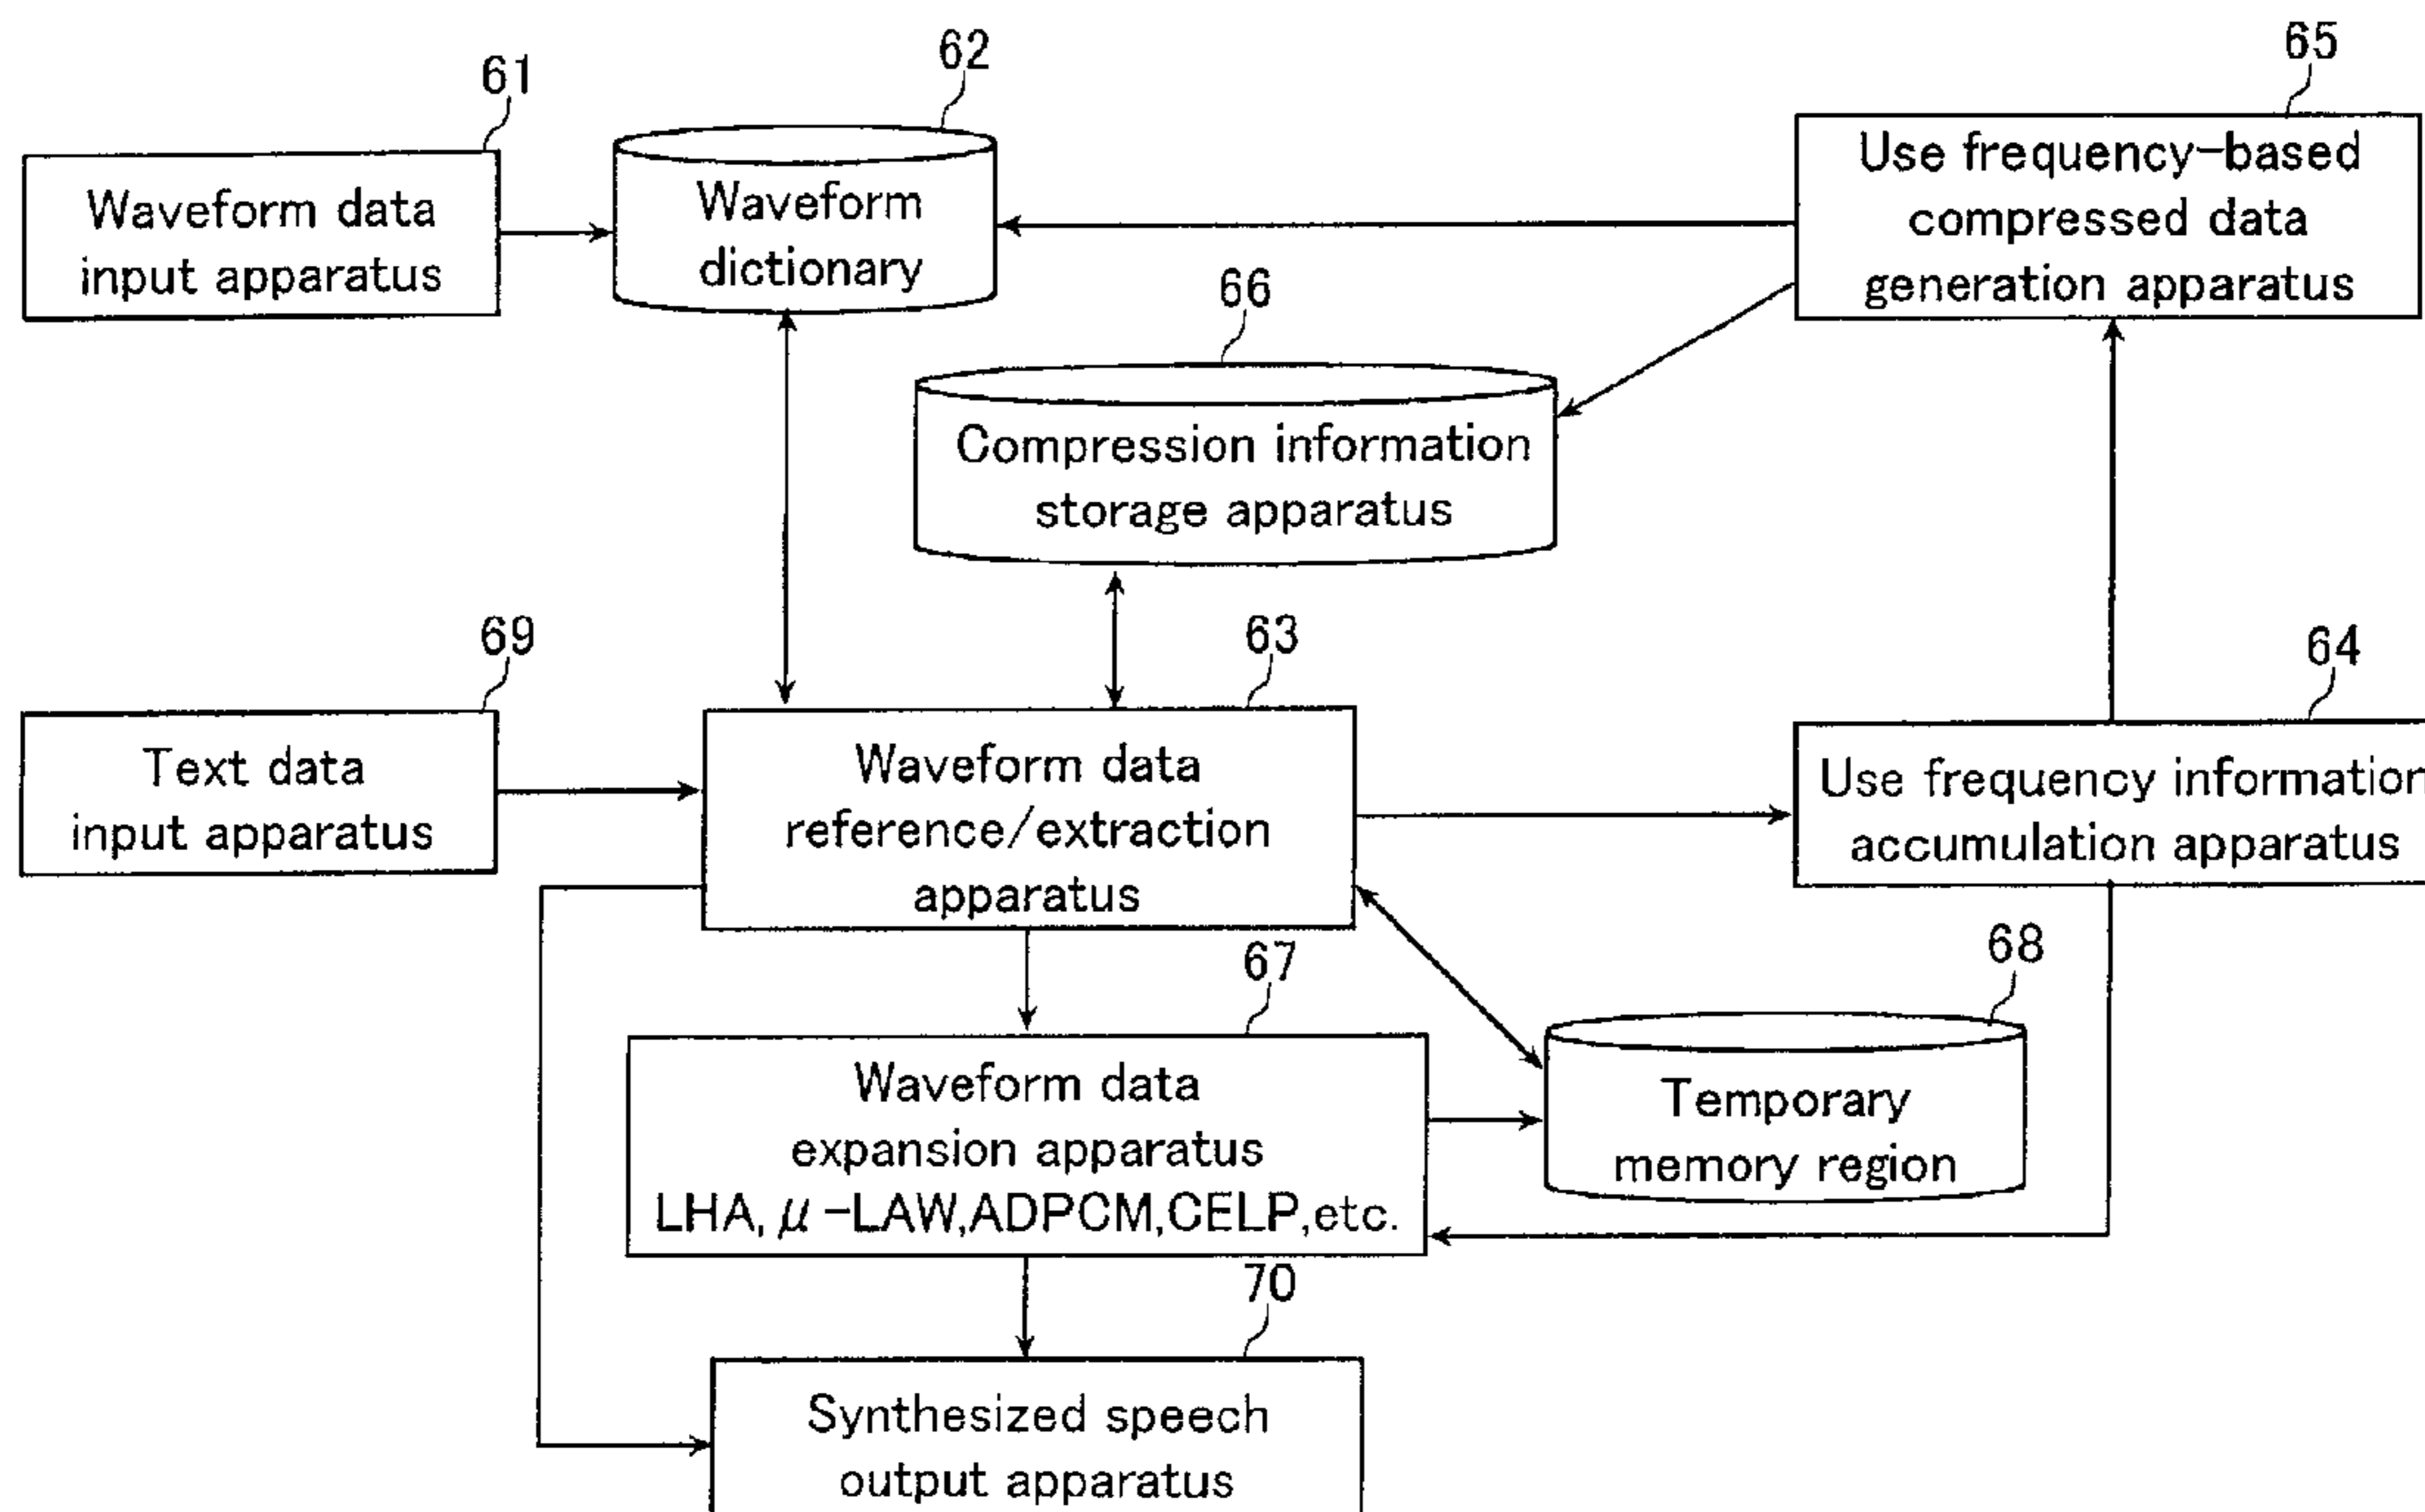 61
62
65
Waveform data
input apparatus
Waveform
dictionary
Use frequency-based
compressed data
generation apparatus
66
Compression information
storage apparatus
69
63
64
Text data
input apparatus
Waveform data
reference/extraction
apparatus
Use frequency information
accumulation apparatus
67
68
Waveform data
expansion apparatus
LHA, μ-LAW,ADPCM,CELP,etc.
Temporary
memory region
70
Synthesized speech
output apparatus